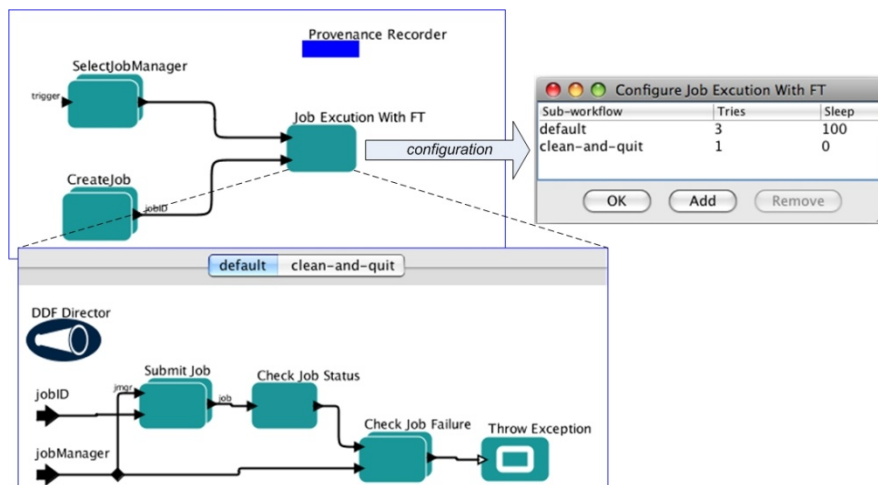 Provenance Recorder
SelectJobManager
trigger
Job Excution With FT
CreateJob
jobID
configuration
Configure Job Excution With FT
Sub-workflow Tries Sleep
default 3 100
clean-and-quit 1 0
OK Add Remove
default clean-and-quit
DDF Director
Submit Job
Check Job Status
jobID
jmgr
job
Check Job Failure
Throw Exception
jobManager